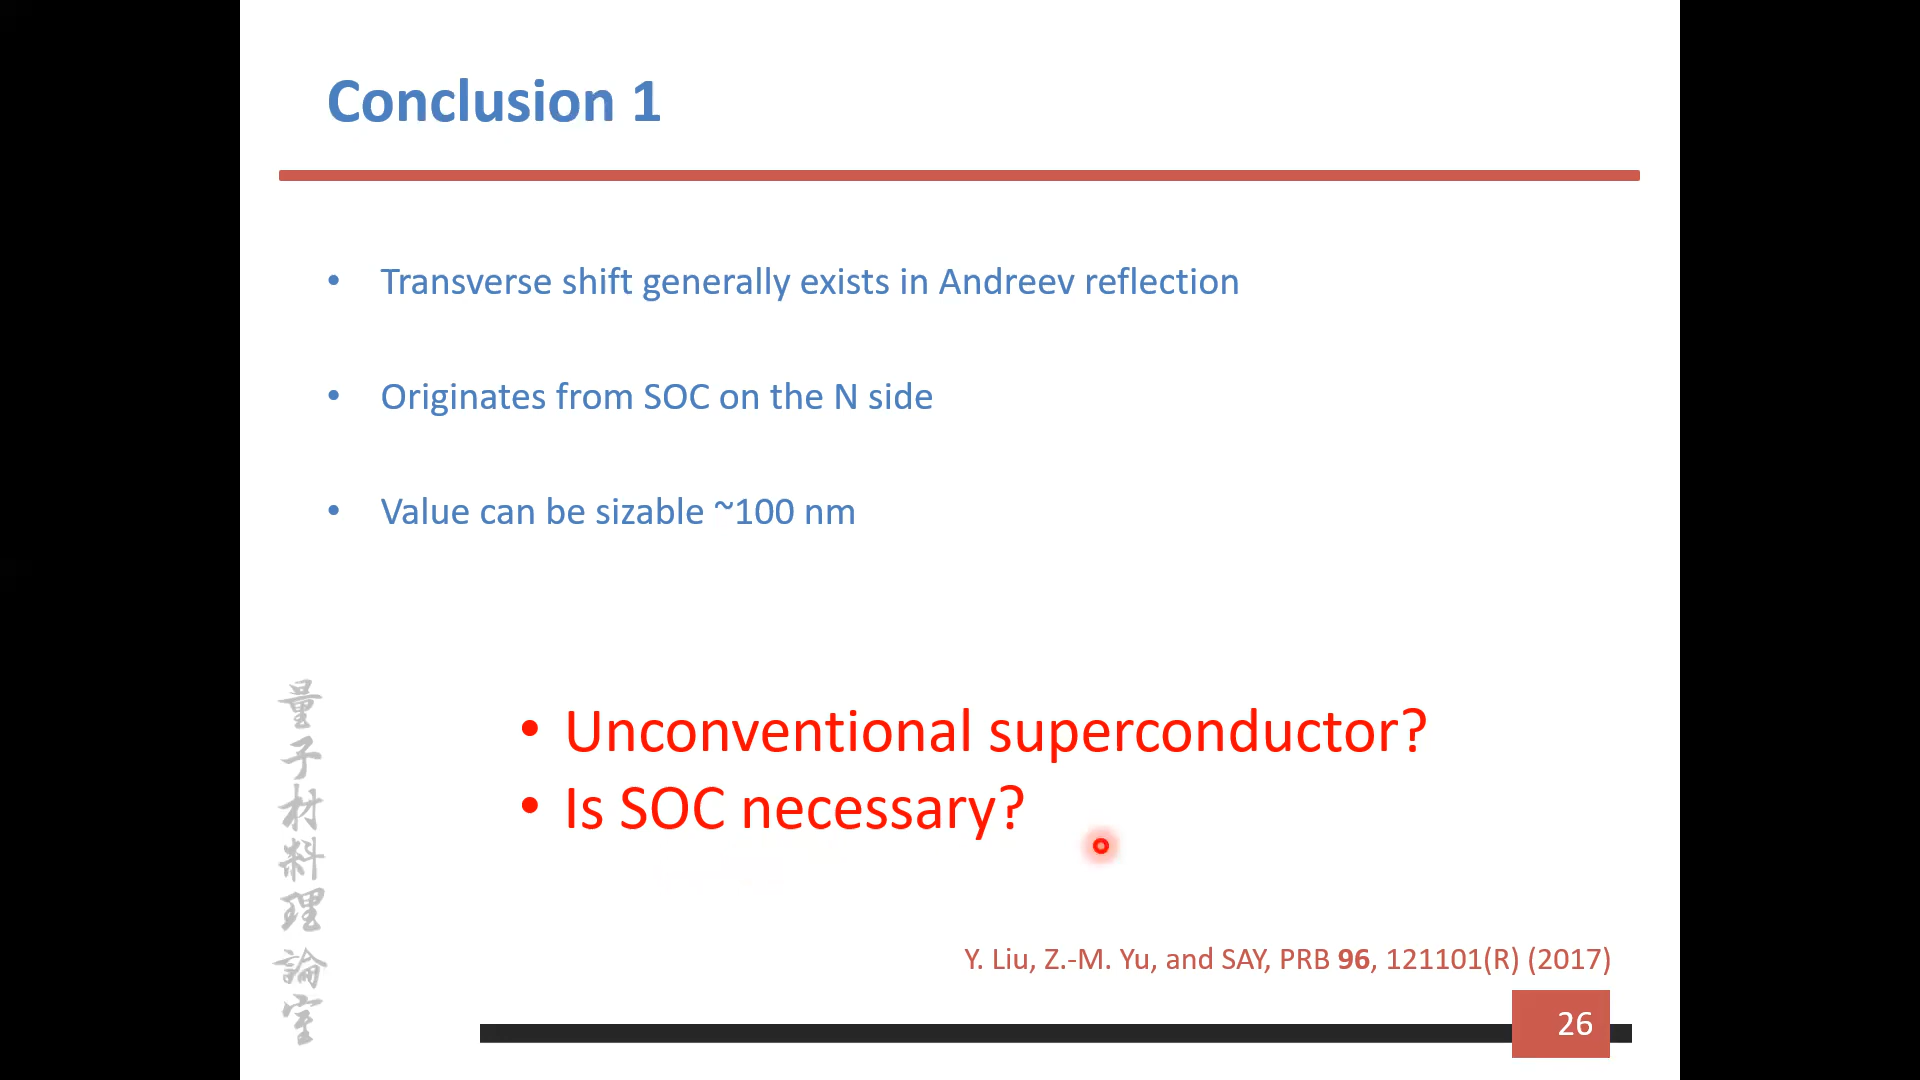 Conclusion 1
• Transverse shift generally exists in Andreev reflection
• Originates from SOC on the N side
• Value can be sizable ~100 nm
• Unconventional superconductor?
• Is SOC necessary?
量子材料理論室
Y. Liu, Z.-M. Yu, and SAY, PRB 96, 121101(R) (2017)
26